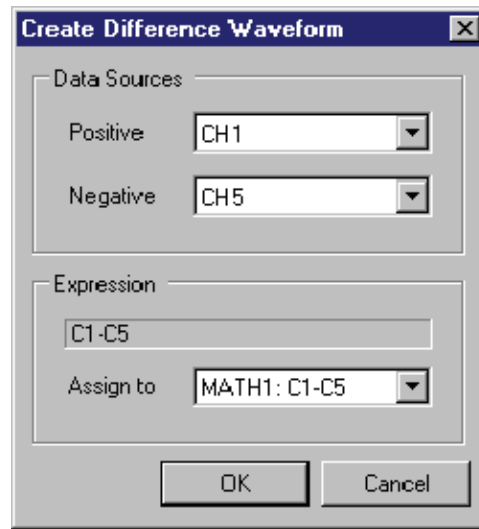 Create Difference Waveform
Data Sources
Positive CH1
Negative CH5
Expression
C1-C5
Assign to MATH1: C1-C5
OK Cancel